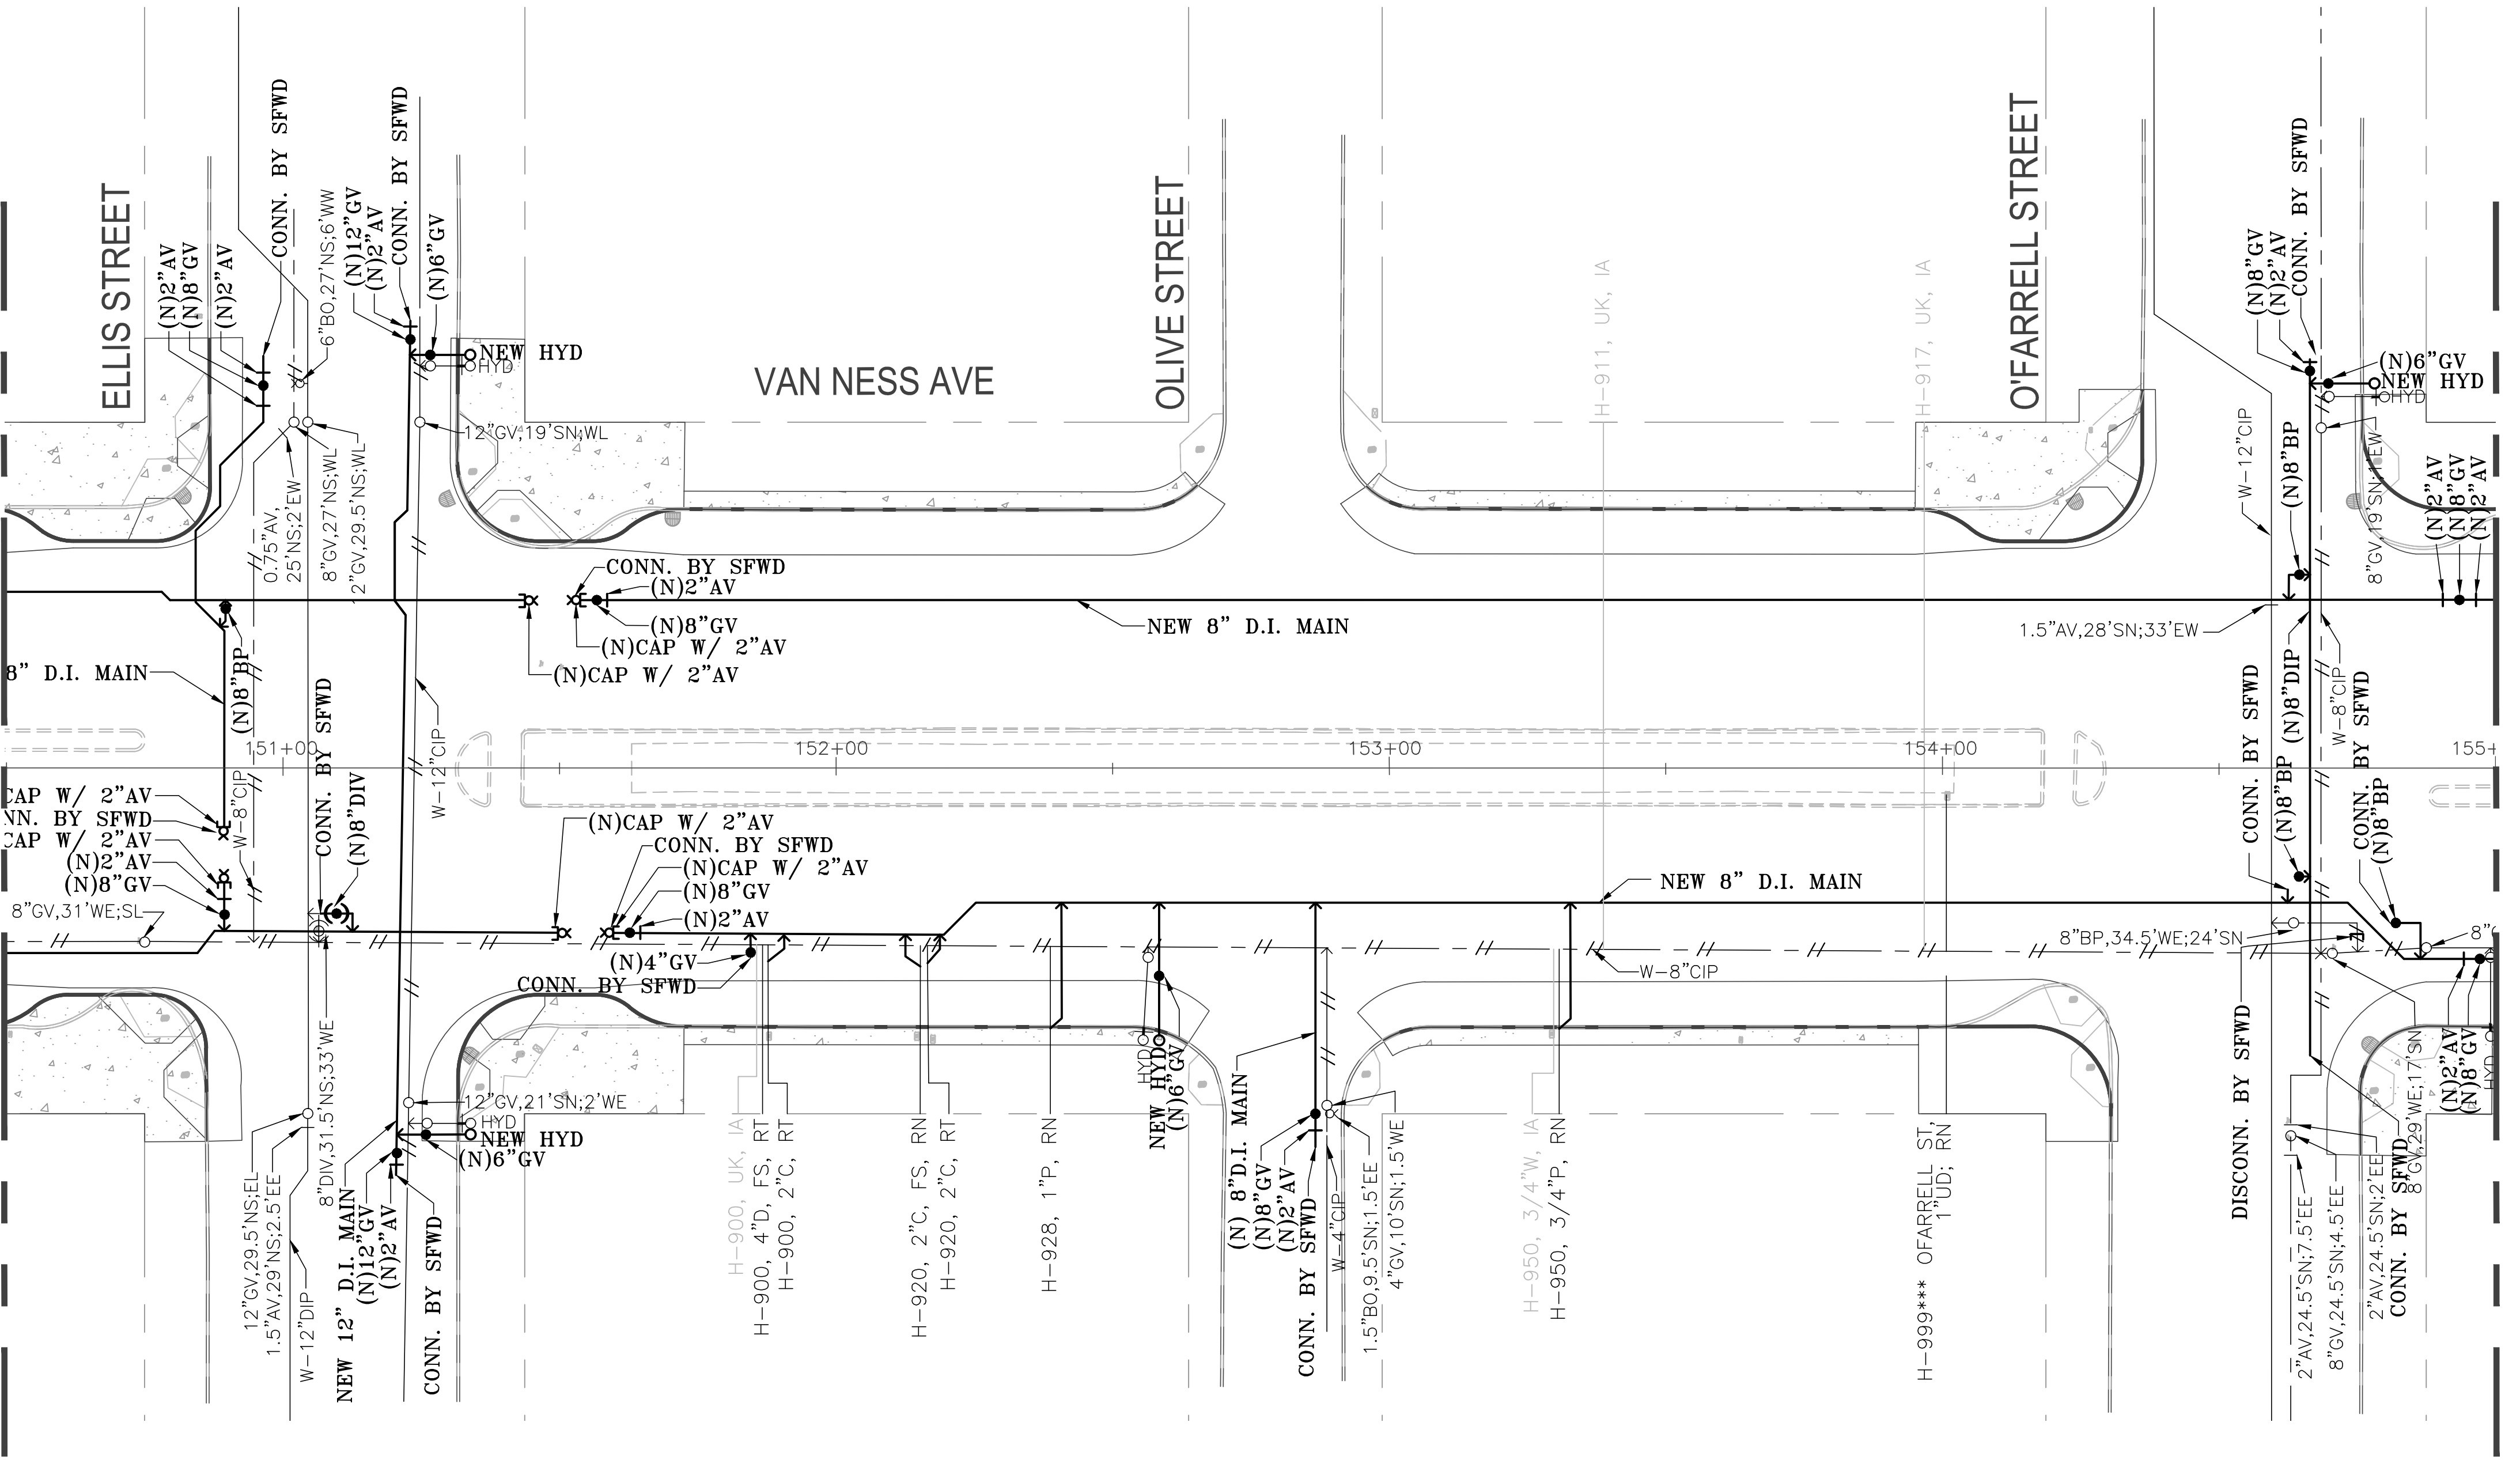 ELLIS STREET
(N)2"AV
(N)8"GV
(N)2"AV
CONN. BY SFWD
6"BO,27'NS;6'WW
(N)12"GV
(N)2"AV
CONN. BY SFWD
(N)6"GV
NEW HYD
HYD
12"GV,19'SN;WL
0.75"AV,
25'NS;2'EW
8"GV,27'NS;WL
12"GV,29.5'NS;WL
VAN NESS AVE
OLIVE STREET
H-911, UK, IA
H-917, UK, IA
O'FARRELL STREET
(N)8"GV
(N)2"AV
CONN. BY SFWD
(N)6"GV
NEW HYD
HYD
W-12"CIP
(N)8"BP
8"GV,19'SN;11'EW
(N)2"AV
(N)8"GV
(N)2"AV
CONN. BY SFWD
(N)2"AV
(N)8"GV
(N)CAP W/ 2"AV
(N)CAP W/ 2"AV
NEW 8" D.I. MAIN
1.5"AV,28'SN;33'EW
8" D.I. MAIN
(N)8"BP
CONN. BY SFWD
(N)8"DIV
W-12"CIP
W-8"CIP
151+00
152+00
153+00
154+00
155+
CONN. BY SFWD
(N)8"BP
(N)8"DIP
W-8"CIP
CONN. BY SFWD
(N)8"BP
CAP W/ 2"AV
NN. BY SFWD
CAP W/ 2"AV
(N)2"AV
(N)8"GV
8"GV,31'WE;SL
(N)CAP W/ 2"AV
CONN. BY SFWD
(N)CAP W/ 2"AV
(N)8"GV
(N)2"AV
NEW 8" D.I. MAIN
(N)4"GV
CONN. BY SFWD
W-8"CIP
8"BP,34.5'WE;24'SN
8"G
12"GV,29.5'NS;EL
1.5"AV,29'NS;2.5'EE
W-12"DIP
8"DIV,31.5'NS;33'WE
NEW 12" D.I. MAIN
(N)12"GV
(N)2"AV
CONN. BY SFWD
12"GV,21'SN;2'WE
HYD
NEW HYD
(N)6"GV
H-900, UK, IA
H-900, 4"D, FS, RT
H-900, 2"C, RT
H-920, 2"C, FS, RN
H-920, 2"C, RT
H-928, 1"P, RN
HYD
NEW HYD
(N)6"GV
(N) 8"D.I. MAIN
(N)8"GV
(N)2"AV
CONN. BY SFWD
W-4"CIP
1.5"BO,9.5'SN;1.5'EE
4"GV,10'SN;1.5'WE
H-950, 3/4"W, IA
H-950, 3/4"P, RN
H-999*** OFARRELL ST,
1"UD; RN
DISCONN. BY SFWD
2"AV,24.5'SN;7.5'EE
8"GV,24.5'SN;4.5'EE
2"AV,24.5'SN;2'EE
CONN. BY SFWD
8"GV,29'WE;17'SN
(N)2"AV
(N)8"GV
HYD